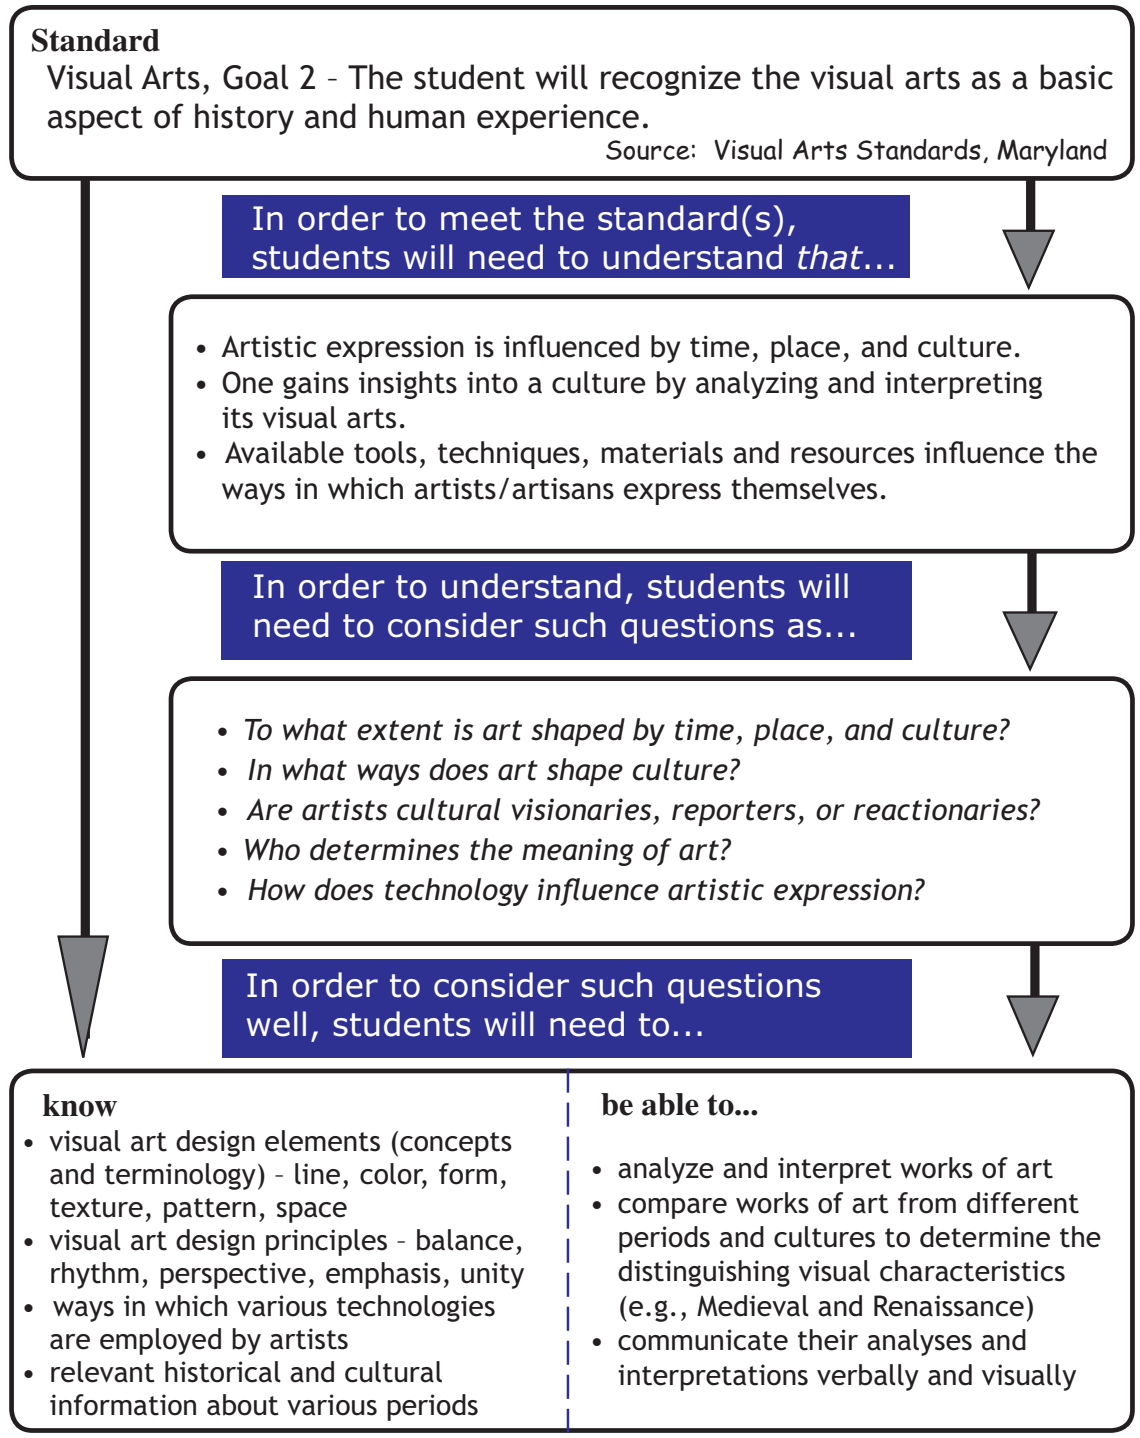 Standard
Visual Arts, Goal 2 – The student will recognize the visual arts as a basic
aspect of history and human experience.
Source: Visual Arts Standards, Maryland
In order to meet the standard(s),
students will need to understand that...
• Artistic expression is influenced by time, place, and culture.
• One gains insights into a culture by analyzing and interpreting
its visual arts.
• Available tools, techniques, materials and resources influence the
ways in which artists/artisans express themselves.
In order to understand, students will
need to consider such questions as...
• To what extent is art shaped by time, place, and culture?
• In what ways does art shape culture?
• Are artists cultural visionaries, reporters, or reactionaries?
• Who determines the meaning of art?
• How does technology influence artistic expression?
In order to consider such questions
well, students will need to...
know
• visual art design elements (concepts
and terminology) – line, color, form,
texture, pattern, space
• visual art design principles – balance,
rhythm, perspective, emphasis, unity
• ways in which various technologies
are employed by artists
• relevant historical and cultural
information about various periods
be able to...
• analyze and interpret works of art
• compare works of art from different
periods and cultures to determine the
distinguishing visual characteristics
(e.g., Medieval and Renaissance)
• communicate their analyses and
interpretations verbally and visually